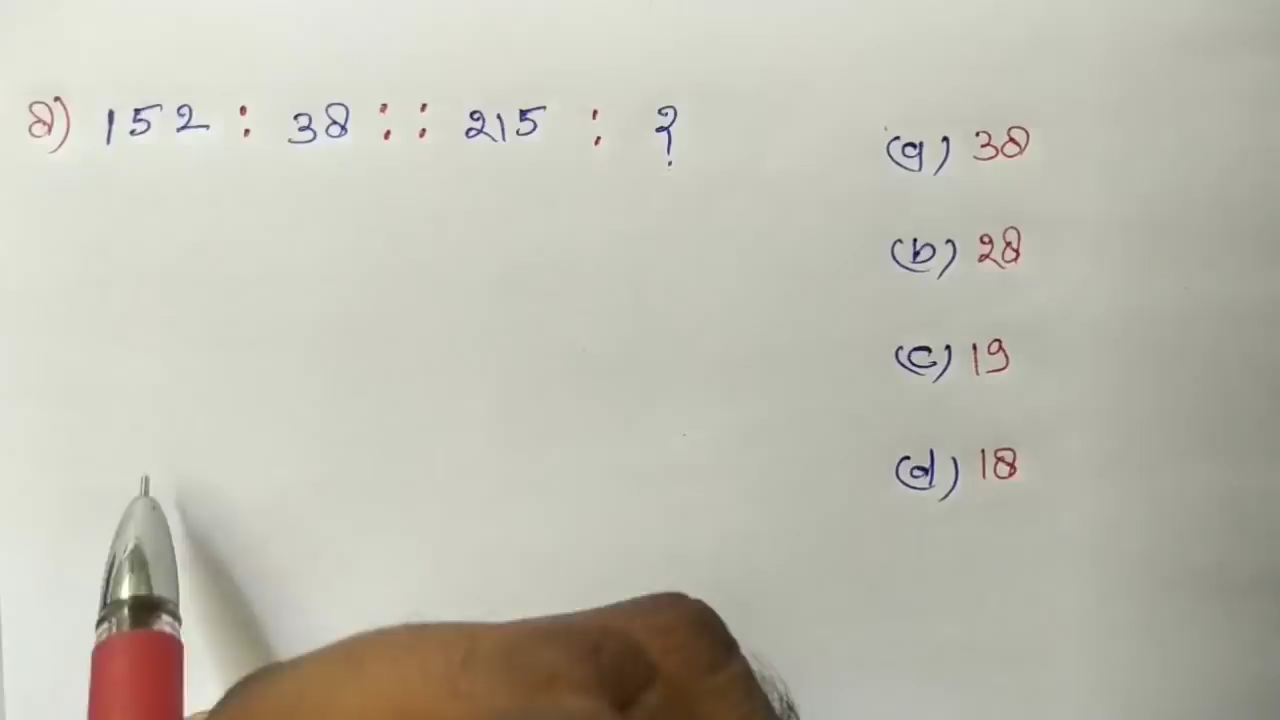 8) 152 : 38 :: 215 : ?
(a) 38
(b) 28
(c) 19
(d) 18